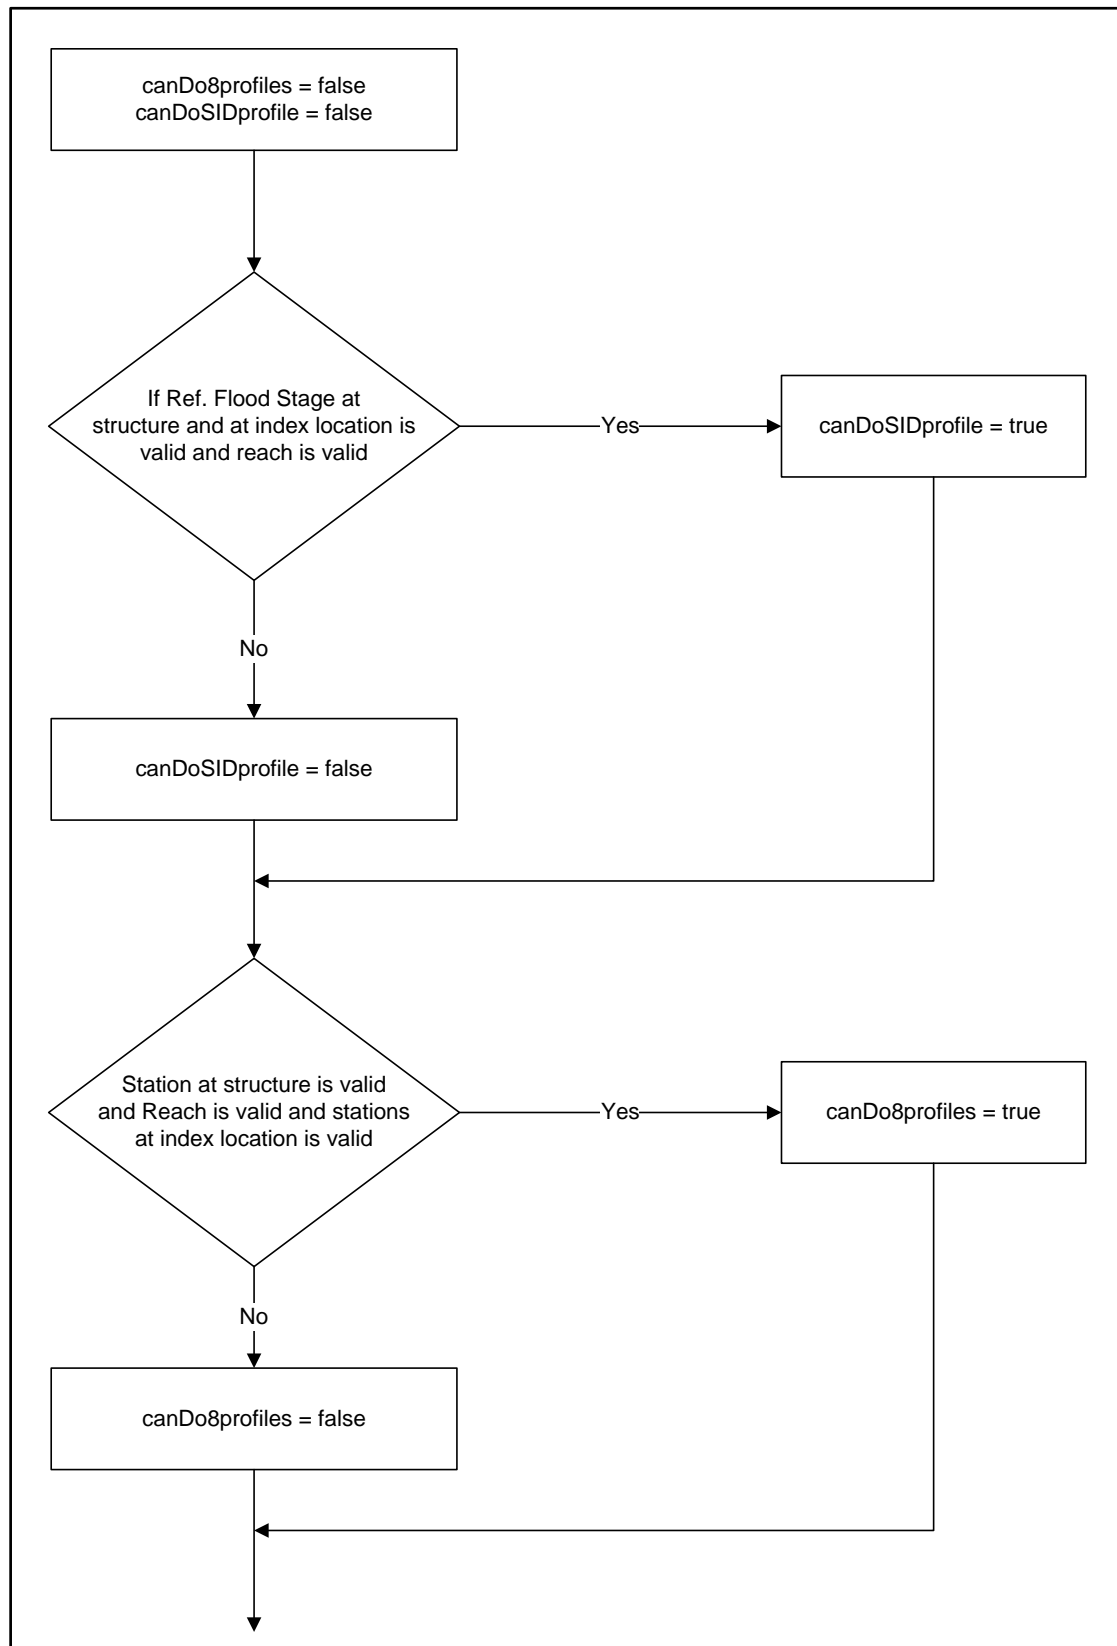 canDo8profiles = false
canDoSIDprofile = false
If Ref. Flood Stage at
structure and at index location is
valid and reach is valid
Yes
canDoSIDprofile = true
No
canDoSIDprofile = false
Station at structure is valid
and Reach is valid and stations
at index location is valid
Yes
canDo8profiles = true
No
canDo8profiles = false